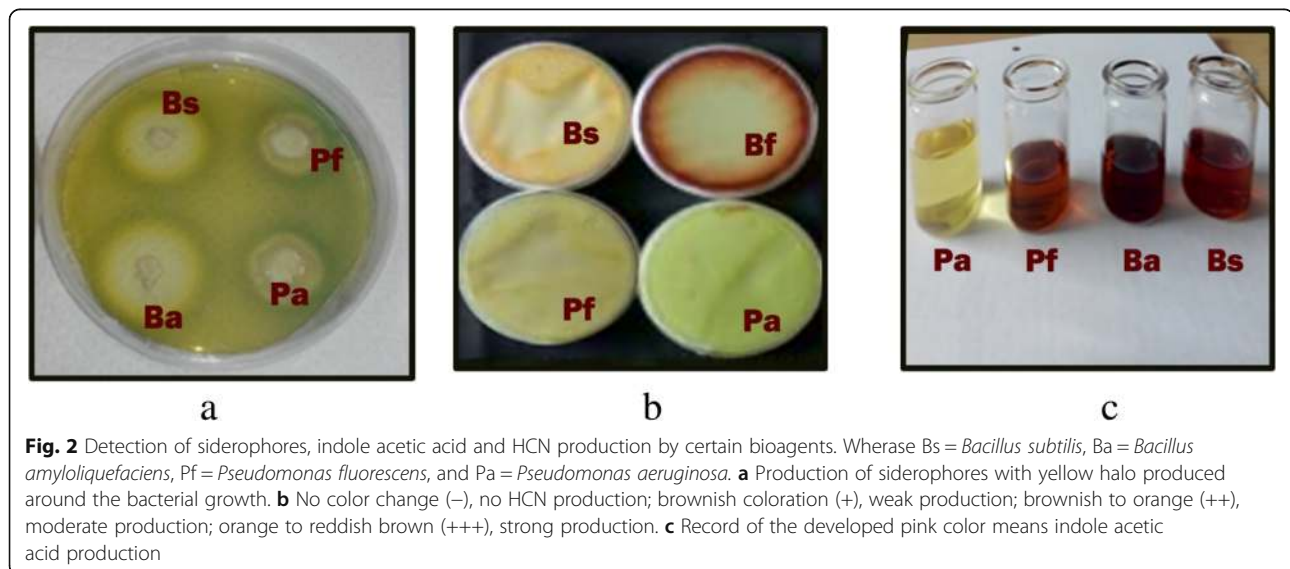 Bs
Pf
Ba
Pa
Bs
Bf
Pf
Pa
Pa Pf Ba Bs
a b c
Fig. 2 Detection of siderophores, indole acetic acid and HCN production by certain bioagents. Wherase Bs = Bacillus subtilis, Ba = Bacillus
amyloliquefaciens, Pf = Pseudomonas fluorescens, and Pa = Pseudomonas aeruginosa. a Production of siderophores with yellow halo produced
around the bacterial growth. b No color change (−), no HCN production; brownish coloration (+), weak production; brownish to orange (++),
moderate production; orange to reddish brown (+++), strong production. c Record of the developed pink color means indole acetic
acid production